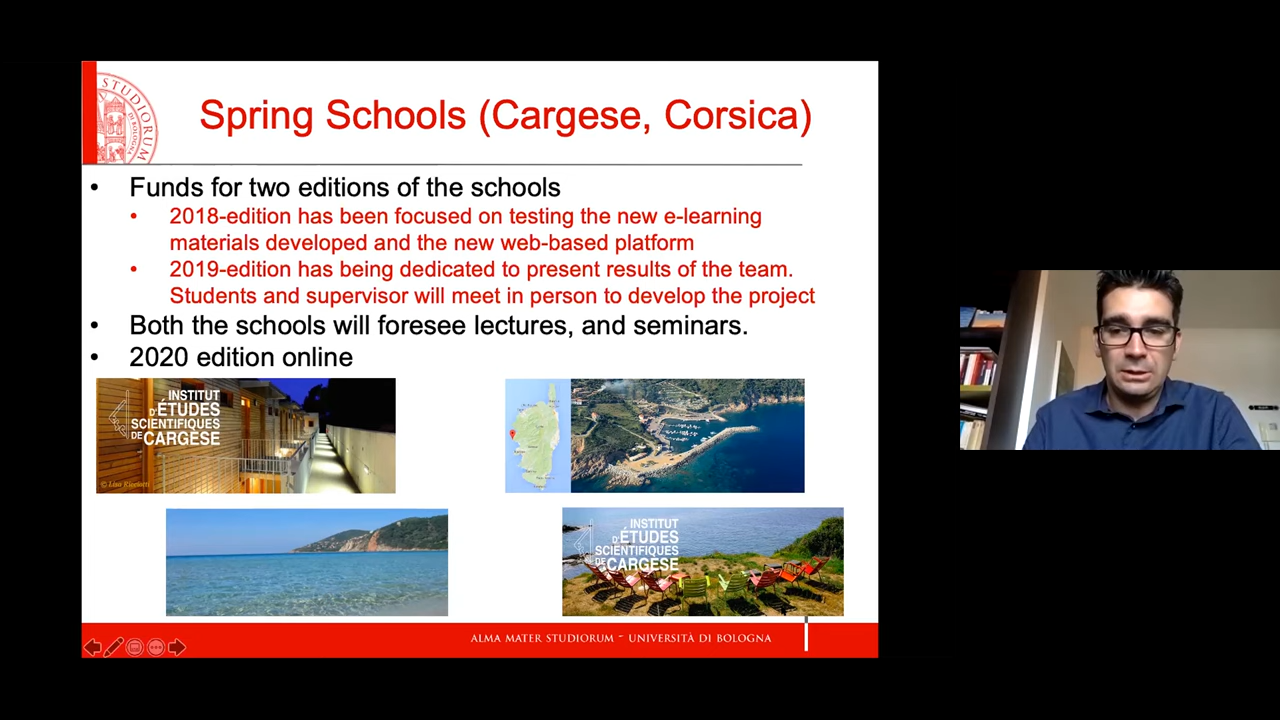 STUDIORUM
Spring Schools (Cargese, Corsica)
• Funds for two editions of the schools
• 2018-edition has been focused on testing the new e-learning
materials developed and the new web-based platform
• 2019-edition has being dedicated to present results of the team.
Students and supervisor will meet in person to develop the project
• Both the schools will foresee lectures, and seminars.
• 2020 edition online
INSTITUT
D'ÉTUDES
SCIENTIFIQUES
DE CARGÈSE
INSTITUT
D'ÉTUDES
SCIENTIFIQUES
DE CARGÈSE
ALMA MATER STUDIORUM ~ UNIVERSITÀ DI BOLOGNA